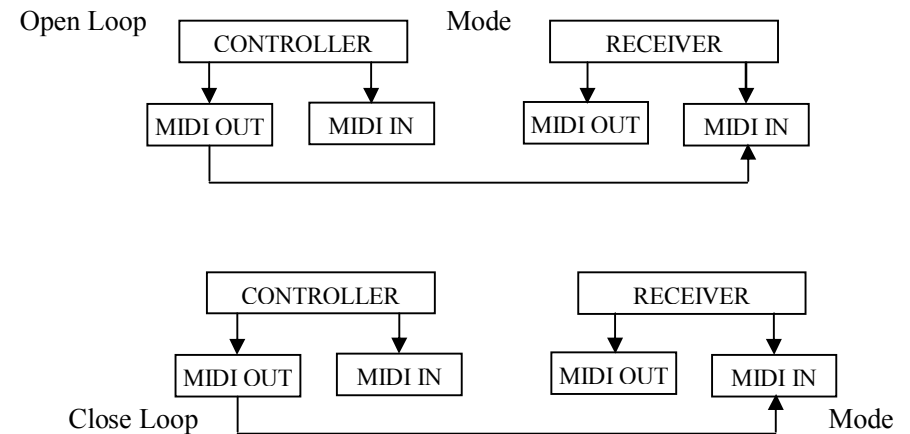 Open Loop Mode
CONTROLLER RECEIVER
MIDI OUT MIDI IN MIDI OUT MIDI IN
CONTROLLER RECEIVER
MIDI OUT MIDI IN MIDI OUT MIDI IN
Close Loop Mode